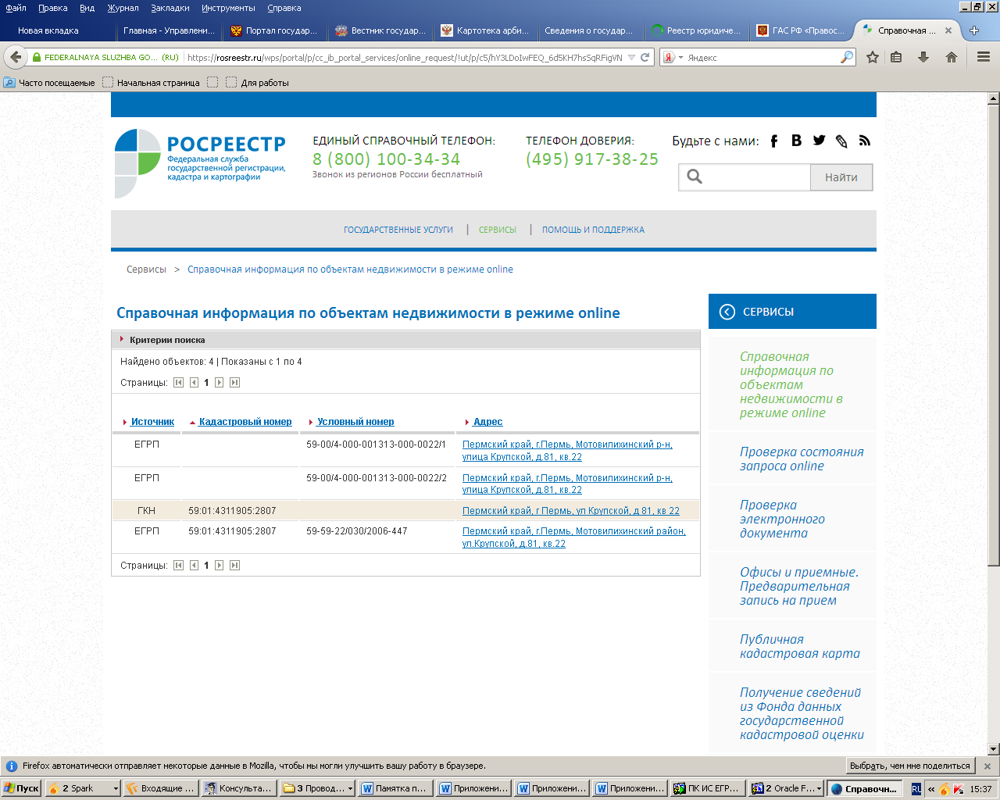 Файл Правка Вид Журнал Закладки Инструменты Справка
Новая вкладка Главная - Управлени... Портал государ... Вестник государ... Картотека арби... Сведения о государ... Реестр юридиче... ГАС РФ «Правос... Справочная ...
FEDERALNAYA SLUZHBA GO... (RU) https://rosreestr.ru/wps/portal/p/cc_ib_portal_services/online_request/!ut/p/c5/hY3LDoIwFEQ_6d5KH7hsSqRFigVN Яндекс
Часто посещаемые Начальная страница Для работы
РОСРЕЕСТР
Федеральная служба
государственной регистрации,
кадастра и картографии
ЕДИНЫЙ СПРАВОЧНЫЙ ТЕЛЕФОН:
8 (800) 100-34-34
Звонок из регионов России бесплатный
ТЕЛЕФОН ДОВЕРИЯ:
(495) 917-38-25
Будьте с нами:
Найти
ГОСУДАРСТВЕННЫЕ УСЛУГИ | СЕРВИСЫ | ПОМОЩЬ И ПОДДЕРЖКА
Сервисы > Справочная информация по объектам недвижимости в режиме online
Справочная информация по объектам недвижимости в режиме online
Критерии поиска
Найдено объектов: 4 | Показаны с 1 по 4
Страницы: 1
Источник Кадастровый номер Условный номер Адрес
ЕГРП 59-00/4-000-001313-000-0022/1 Пермский край, г.Пермь, Мотовилихинский р-н,
улица Крупской, д.81, кв.22
ЕГРП 59-00/4-000-001313-000-0022/2 Пермский край, г.Пермь, Мотовилихинский р-н,
улица Крупской, д.81, кв.22
ГКН 59:01:4311905:2807 Пермский край, г Пермь, ул Крупской, д 81, кв 22
ЕГРП 59:01:4311905:2807 59-59-22/030/2006-447 Пермский край, г.Пермь, Мотовилихинский район,
ул.Крупской, д.81, кв.22
Страницы: 1
СЕРВИСЫ
Справочная
информация по
объектам
недвижимости в
режиме online
Проверка состояния
запроса online
Проверка
электронного
документа
Офисы и приемные.
Предварительная
запись на прием
Публичная
кадастровая карта
Получение сведений
из Фонда данных
государственной
кадастровой оценки
Firefox автоматически отправляет некоторые данные в Mozilla, чтобы мы могли улучшить вашу работу в браузере. Выбрать, чем мне поделиться
Пуск 2 Spark Входящие ... Консульта... 3 Провод... Памятка п... Приложени... Приложени... Приложени... ПК ИС ЕГР... 2 Oracle F... Справочн... RU « 15:37